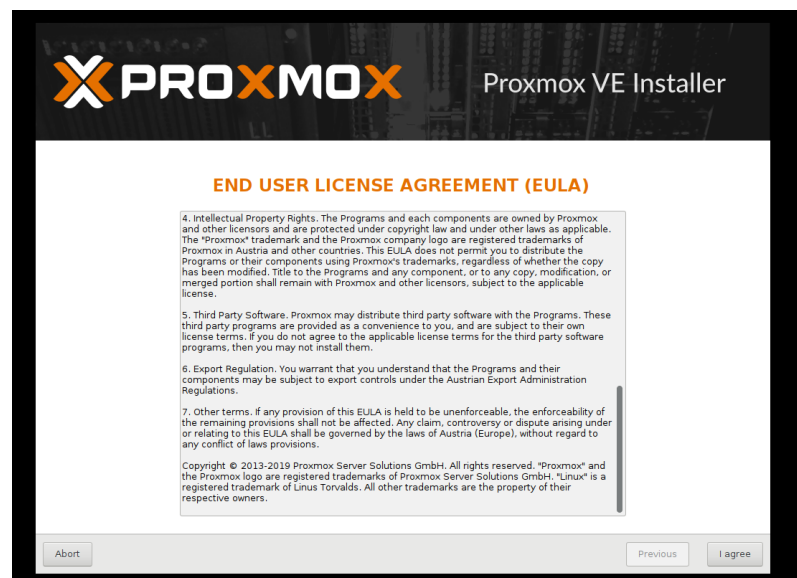 PROXMOX
Proxmox VE Installer
END USER LICENSE AGREEMENT (EULA)
4. Intellectual Property Rights. The Programs and each components are owned by Proxmox
and other licensors and are protected under copyright law and under other laws as applicable.
The "Proxmox" trademark and the Proxmox company logo are registered trademarks of
Proxmox in Austria and other countries. This EULA does not permit you to distribute the
Programs or their components using Proxmox's trademarks, regardless of whether the copy
has been modified. Title to the Programs and any component, or to any copy, modification, or
merged portion shall remain with Proxmox and other licensors, subject to the applicable
license.
5. Third Party Software. Proxmox may distribute third party software with the Programs. These
third party programs are provided as a convenience to you, and are subject to their own
license terms. If you do not agree to the applicable license terms for the third party software
programs, then you may not install them.
6. Export Regulation. You warrant that you understand that the Programs and their
components may be subject to export controls under the Austrian Export Administration
Regulations.
7. Other terms. If any provision of this EULA is held to be unenforceable, the enforceability of
the remaining provisions shall not be affected. Any claim, controversy or dispute arising under
or relating to this EULA shall be governed by the laws of Austria (Europe), without regard to
any conflict of laws provisions.
Copyright © 2013-2019 Proxmox Server Solutions GmbH. All rights reserved. "Proxmox" and
the Proxmox logo are registered trademarks of Proxmox Server Solutions GmbH. "Linux" is a
registered trademark of Linus Torvalds. All other trademarks are the property of their
respective owners.
Abort
Previous
I agree